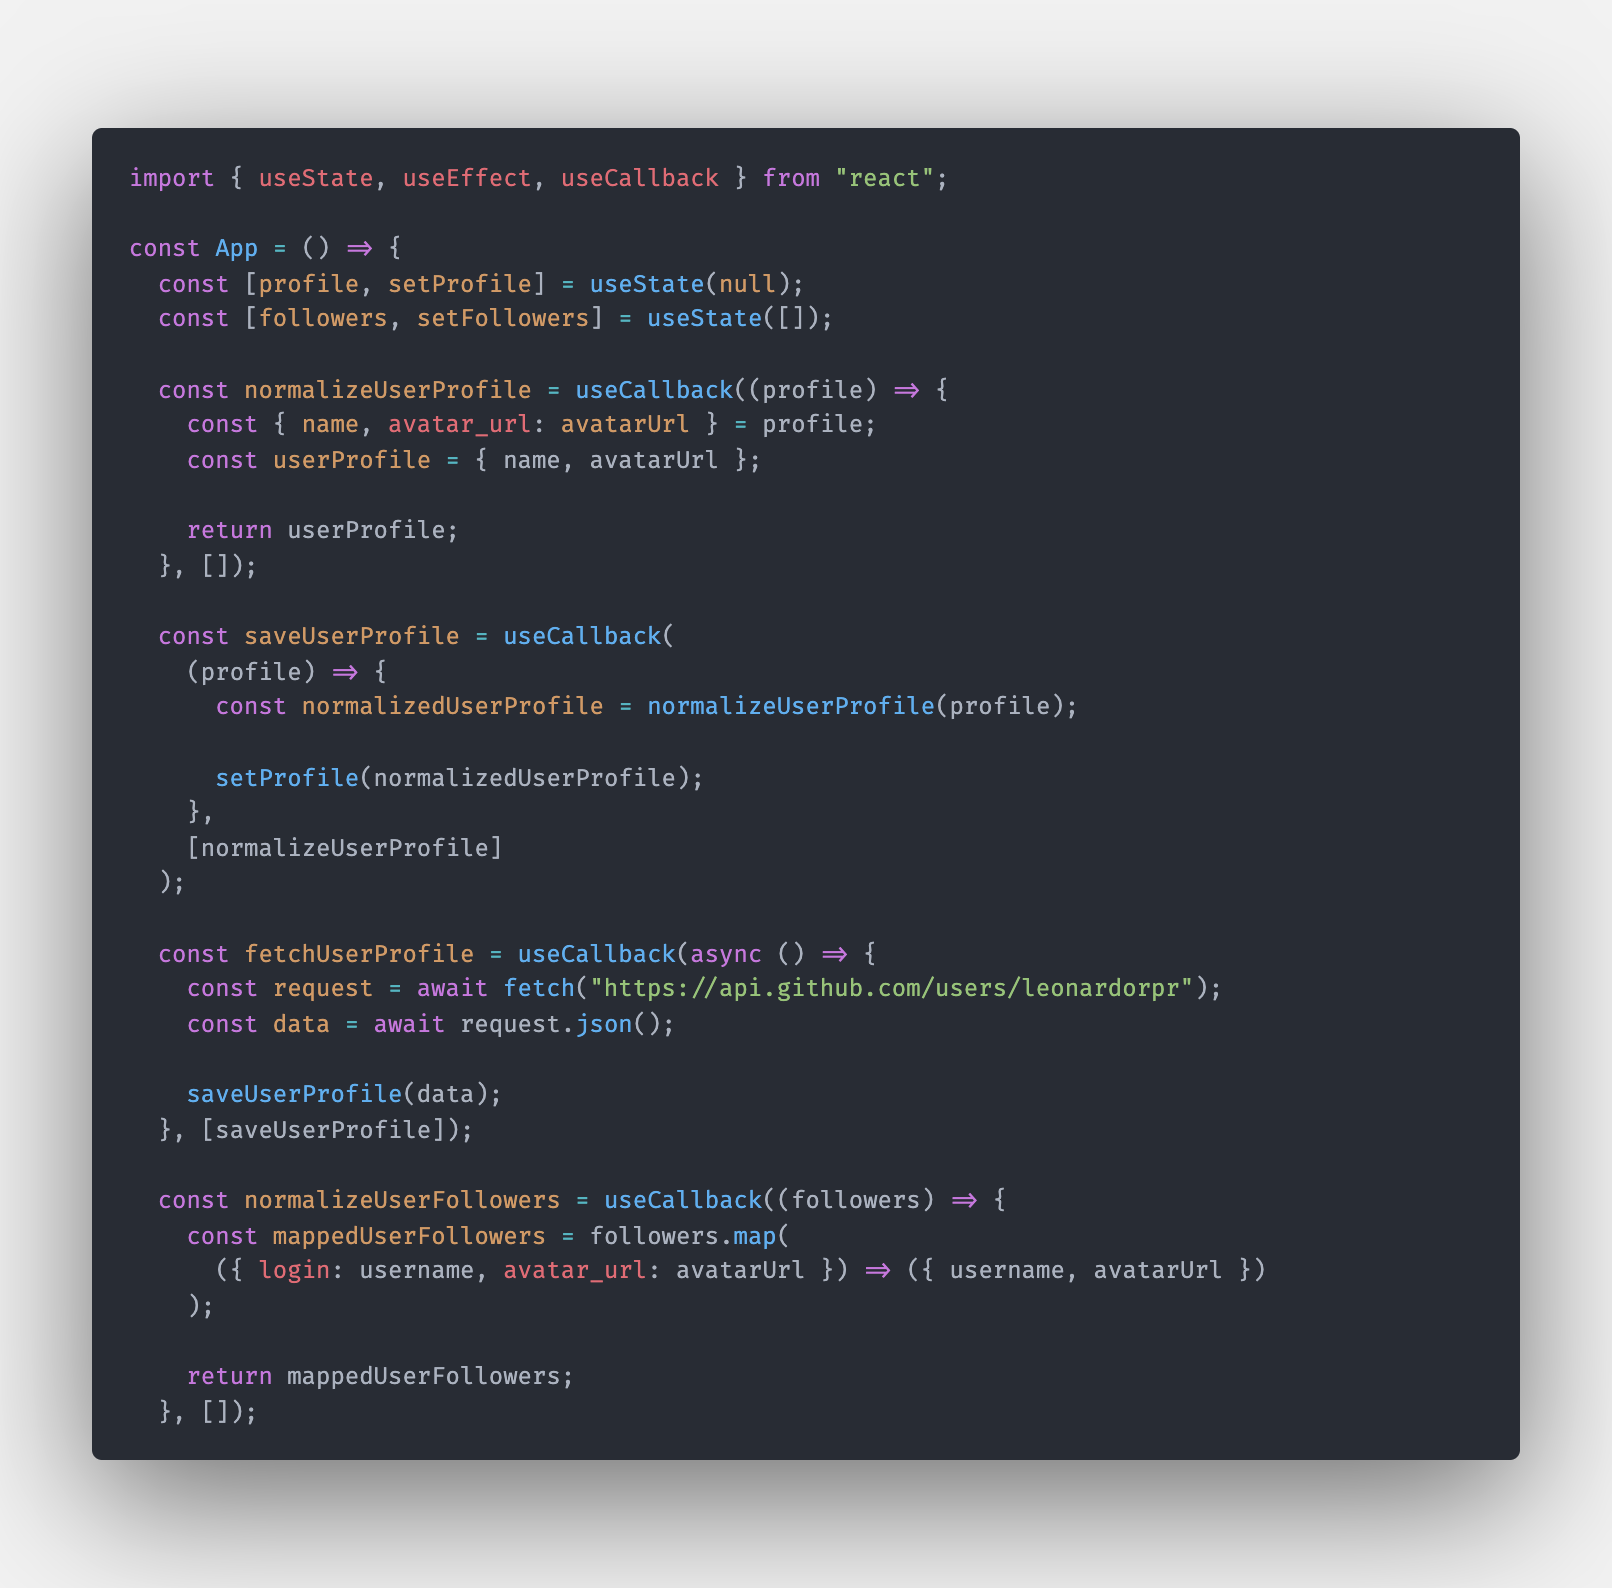 import { useState, useEffect, useCallback } from "react";

const App = () => {
  const [profile, setProfile] = useState(null);
  const [followers, setFollowers] = useState([]);

  const normalizeUserProfile = useCallback((profile) => {
    const { name, avatar_url: avatarUrl } = profile;
    const userProfile = { name, avatarUrl };

    return userProfile;
  }, []);

  const saveUserProfile = useCallback(
    (profile) => {
      const normalizedUserProfile = normalizeUserProfile(profile);

      setProfile(normalizedUserProfile);
    },
    [normalizeUserProfile]
  );

  const fetchUserProfile = useCallback(async () => {
    const request = await fetch("https://api.github.com/users/leonardorpr");
    const data = await request.json();

    saveUserProfile(data);
  }, [saveUserProfile]);

  const normalizeUserFollowers = useCallback((followers) => {
    const mappedUserFollowers = followers.map(
      ({ login: username, avatar_url: avatarUrl }) => ({ username, avatarUrl })
    );

    return mappedUserFollowers;
  }, []);